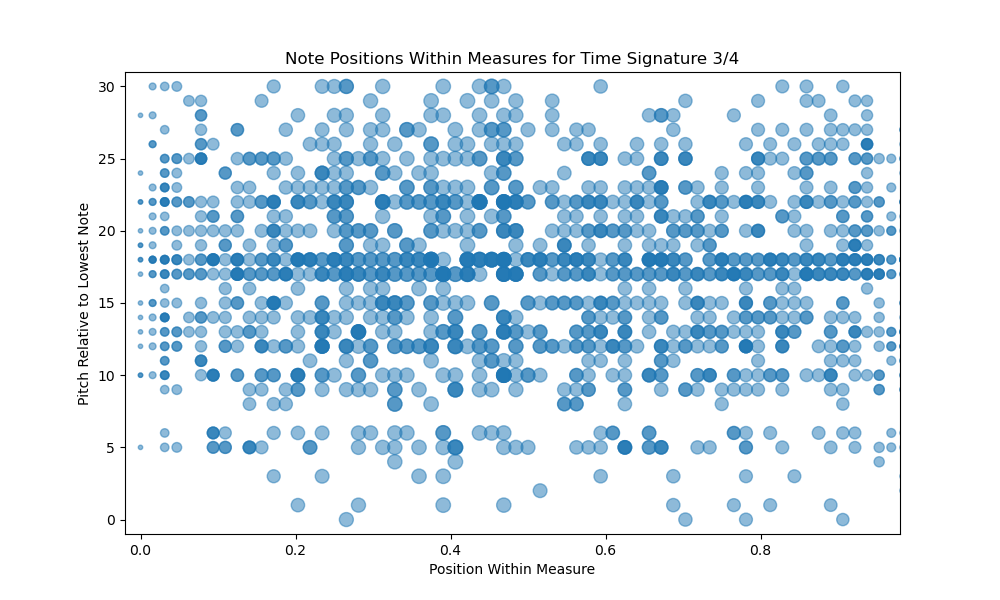 Note Positions Within Measures for Time Signature 3/4
30
25
20
15
10
5
0
Pitch Relative to Lowest Note
0.0 0.2 0.4 0.6 0.8
Position Within Measure